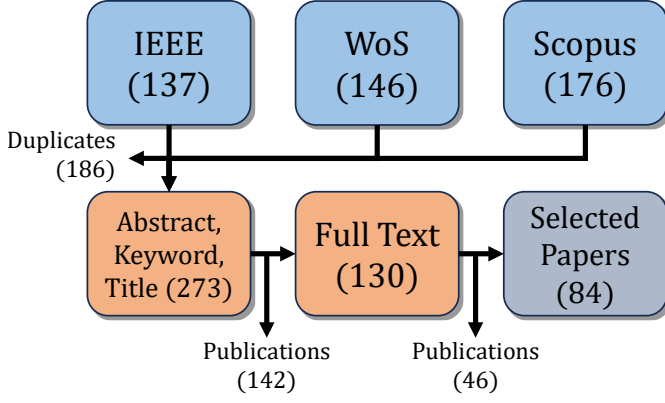 IEEE
(137)
WoS
(146)
Scopus
(176)
Duplicates
(186)
Abstract,
Keyword,
Title (273)
Full Text
(130)
Selected
Papers
(84)
Publications
(142)
Publications
(46)